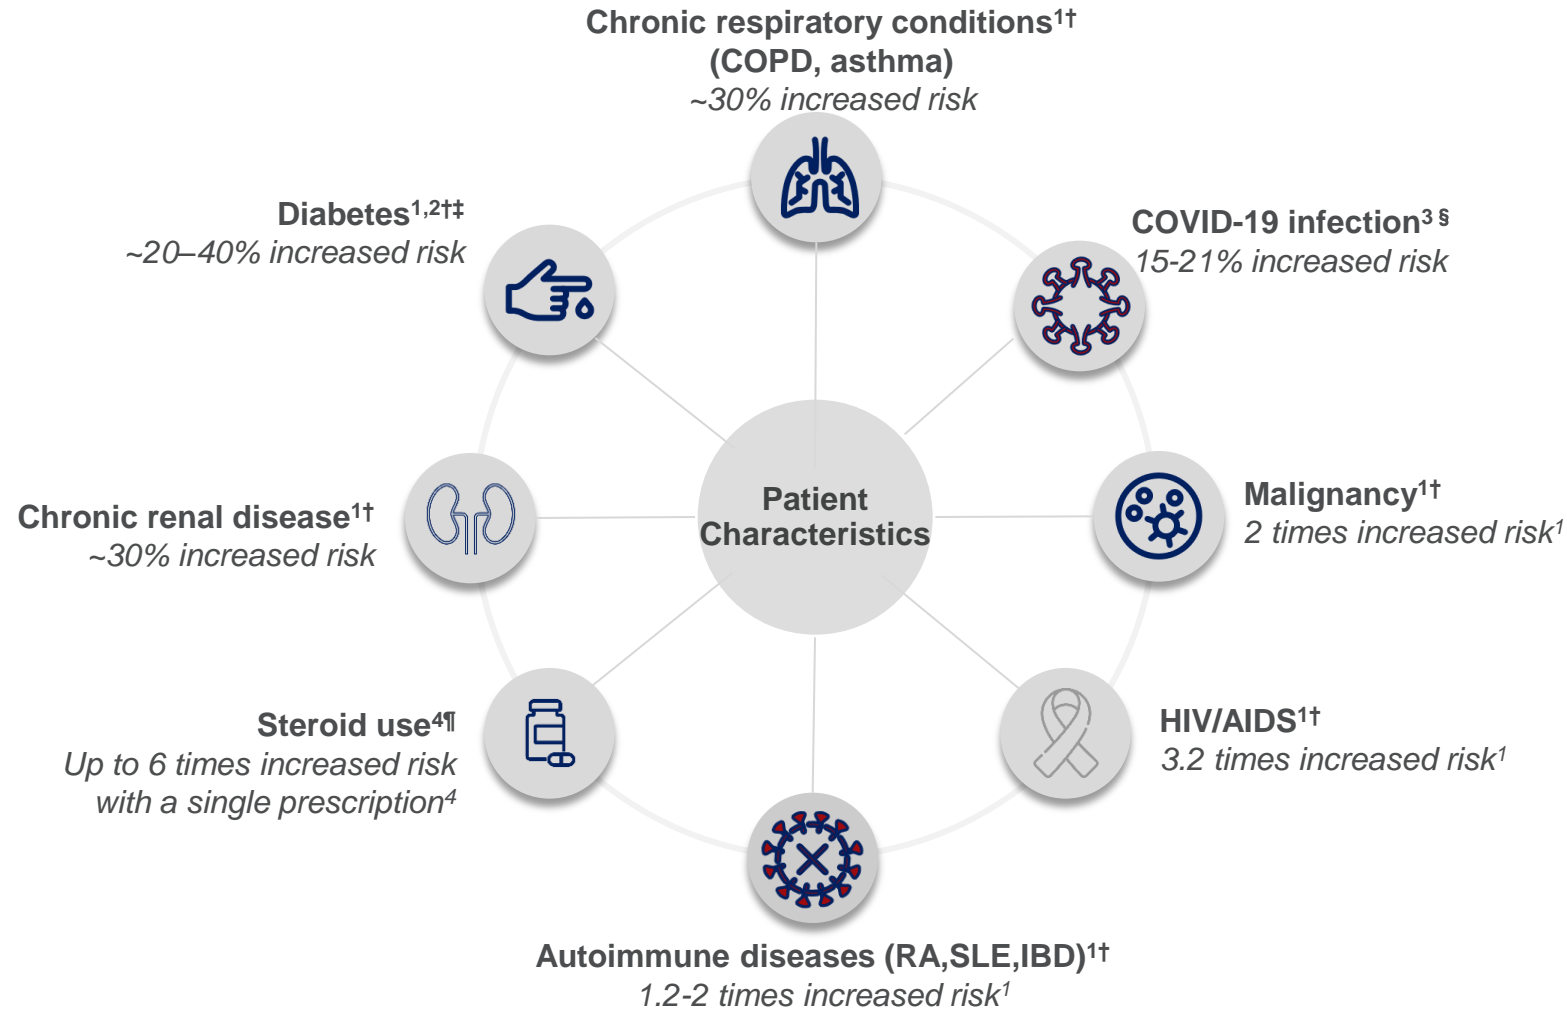 Chronic respiratory conditions¹†
(COPD, asthma)
~30% increased risk
Diabetes¹,²†‡
~20–40% increased risk
COVID-19 infection³ §
15-21% increased risk
Chronic renal disease¹†
~30% increased risk
Patient
Characteristics
Malignancy¹†
2 times increased risk¹
Steroid use⁴¶
Up to 6 times increased risk
with a single prescription⁴
HIV/AIDS¹†
3.2 times increased risk¹
Autoimmune diseases (RA,SLE,IBD)¹†
1.2-2 times increased risk¹